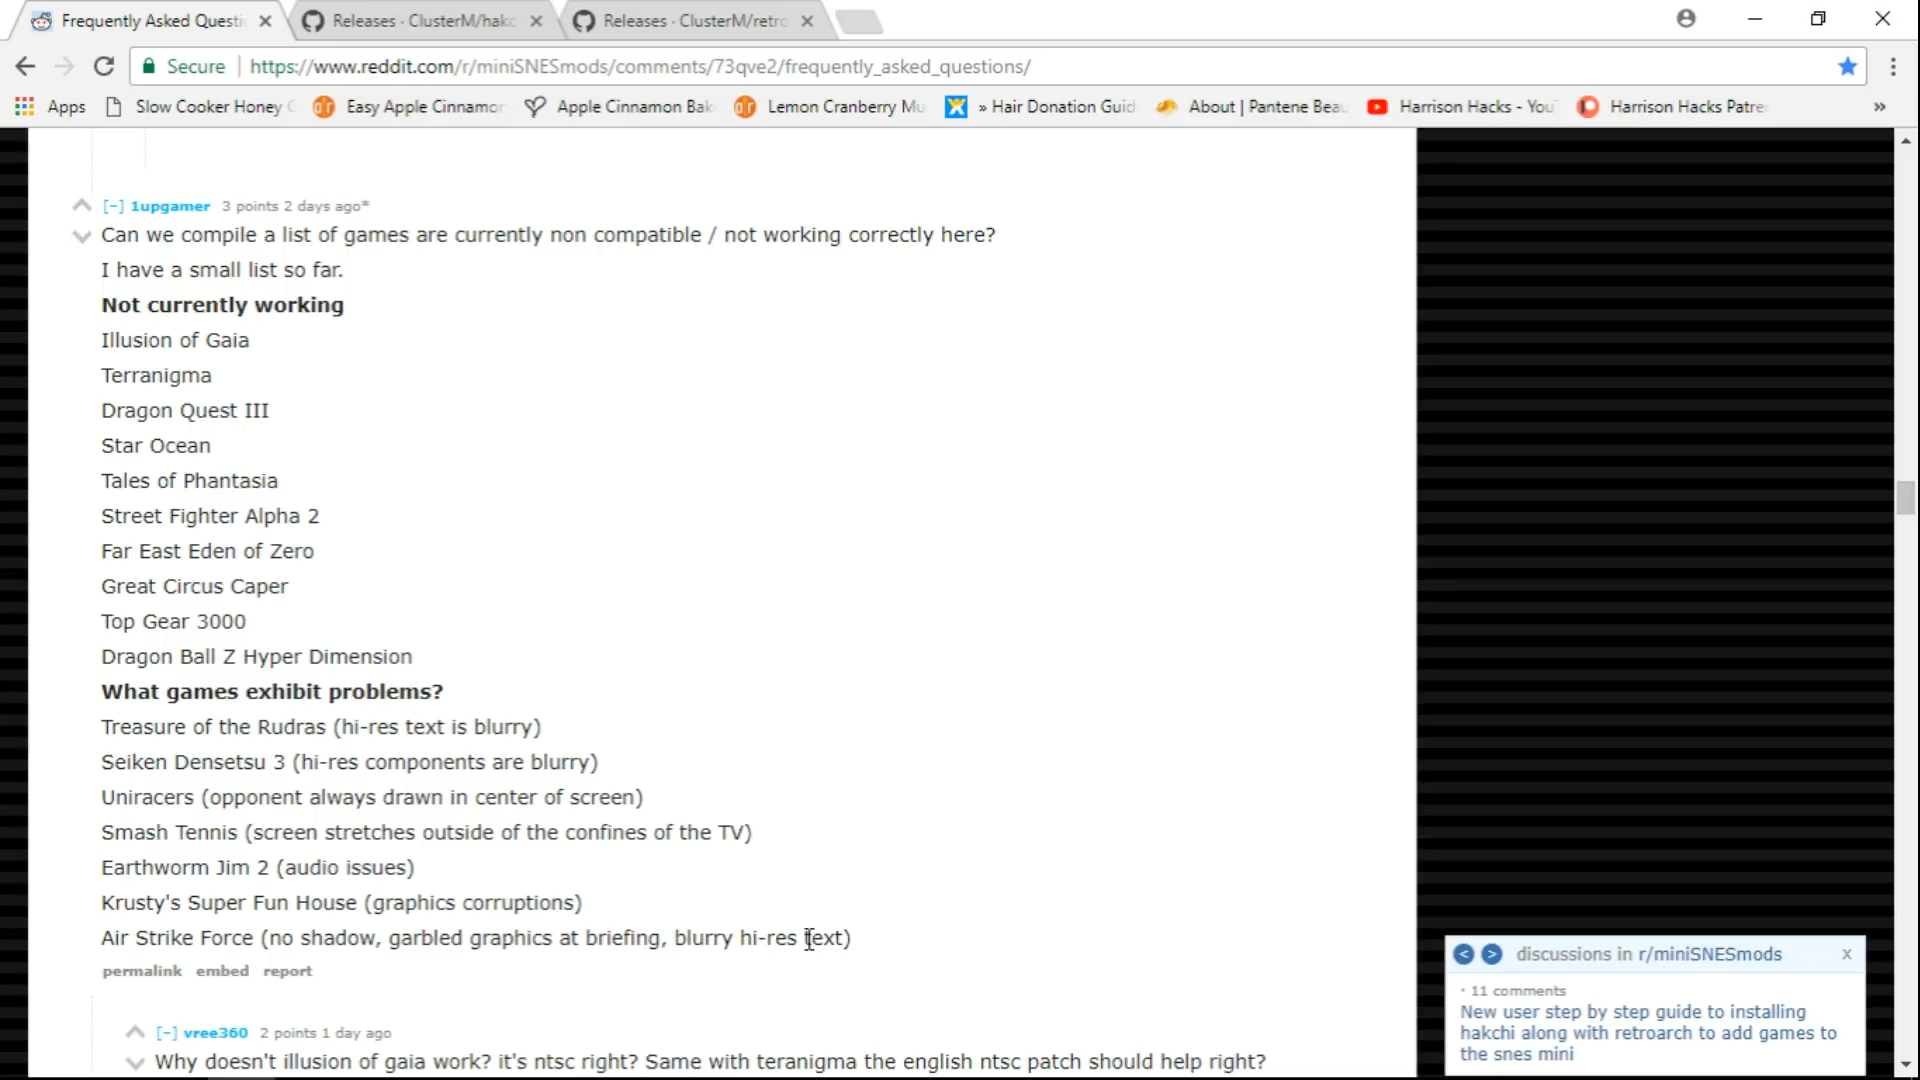 Frequently Asked Questi
Releases · ClusterM/hakc
Releases · ClusterM/retro
Secure
https://www.reddit.com/r/miniSNESmods/comments/73qve2/frequently_asked_questions/
Apps
Slow Cooker Honey G
Easy Apple Cinnamon
Apple Cinnamon Bak
Lemon Cranberry Mu
» Hair Donation Guid
About | Pantene Beau
Harrison Hacks - You
Harrison Hacks Patre
»
[–] 1upgamer 3 points 2 days ago*
Can we compile a list of games are currently non compatible / not working correctly here?
I have a small list so far.
Not currently working
Illusion of Gaia
Terranigma
Dragon Quest III
Star Ocean
Tales of Phantasia
Street Fighter Alpha 2
Far East Eden of Zero
Great Circus Caper
Top Gear 3000
Dragon Ball Z Hyper Dimension
What games exhibit problems?
Treasure of the Rudras (hi-res text is blurry)
Seiken Densetsu 3 (hi-res components are blurry)
Uniracers (opponent always drawn in center of screen)
Smash Tennis (screen stretches outside of the confines of the TV)
Earthworm Jim 2 (audio issues)
Krusty's Super Fun House (graphics corruptions)
Air Strike Force (no shadow, garbled graphics at briefing, blurry hi-res text)
permalink embed report
[–] vree360 2 points 1 day ago
Why doesn't illusion of gaia work? it's ntsc right? Same with teranigma the english ntsc patch should help right?
< > discussions in r/miniSNESmods x
· 11 comments
New user step by step guide to installing
hakchi along with retroarch to add games to
the snes mini